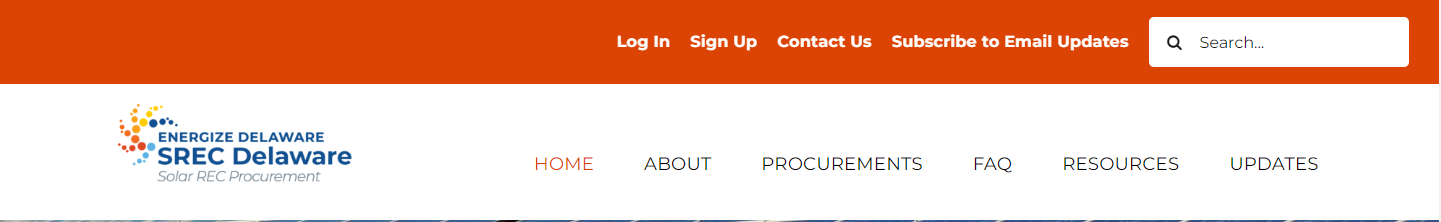 Log In Sign Up Contact Us Subscribe to Email Updates Search...
ENERGIZE DELAWARE
SREC Delaware
Solar REC Procurement
HOME ABOUT PROCUREMENTS FAQ RESOURCES UPDATES